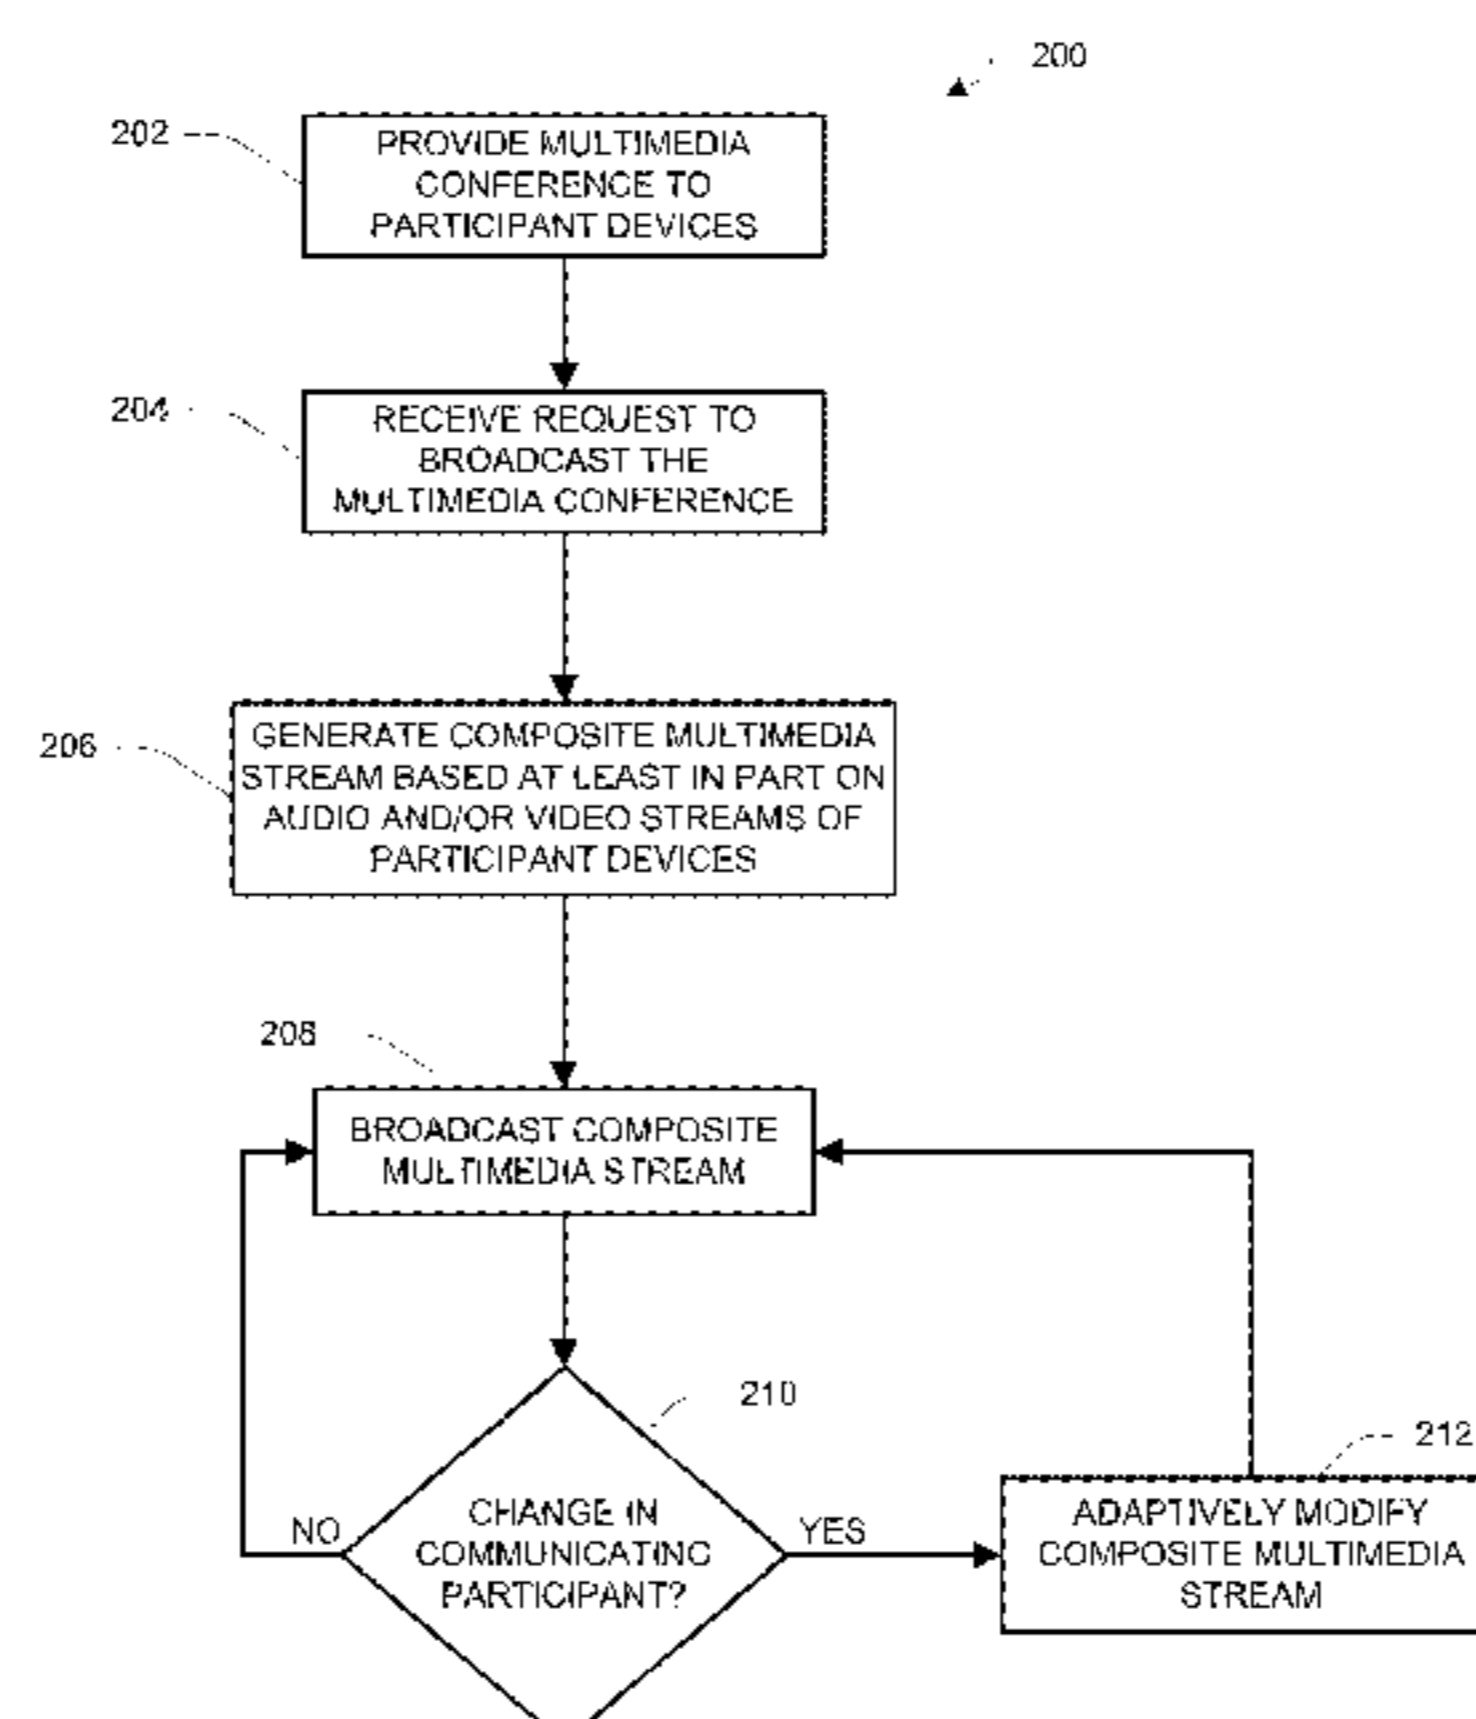 200
202
PROVIDE MULTIMEDIA
CONFERENCE TO
PARTICIPANT DEVICES
204
RECEIVE REQUEST TO
BROADCAST THE
MULTIMEDIA CONFERENCE
206
GENERATE COMPOSITE MULTIMEDIA
STREAM BASED AT LEAST IN PART ON
AUDIO AND/OR VIDEO STREAMS OF
PARTICIPANT DEVICES
208
BROADCAST COMPOSITE
MULTIMEDIA STREAM
210
CHANGE IN
COMMUNICATING
PARTICIPANT?
NO
YES
212
ADAPTIVELY MODIFY
COMPOSITE MULTIMEDIA
STREAM